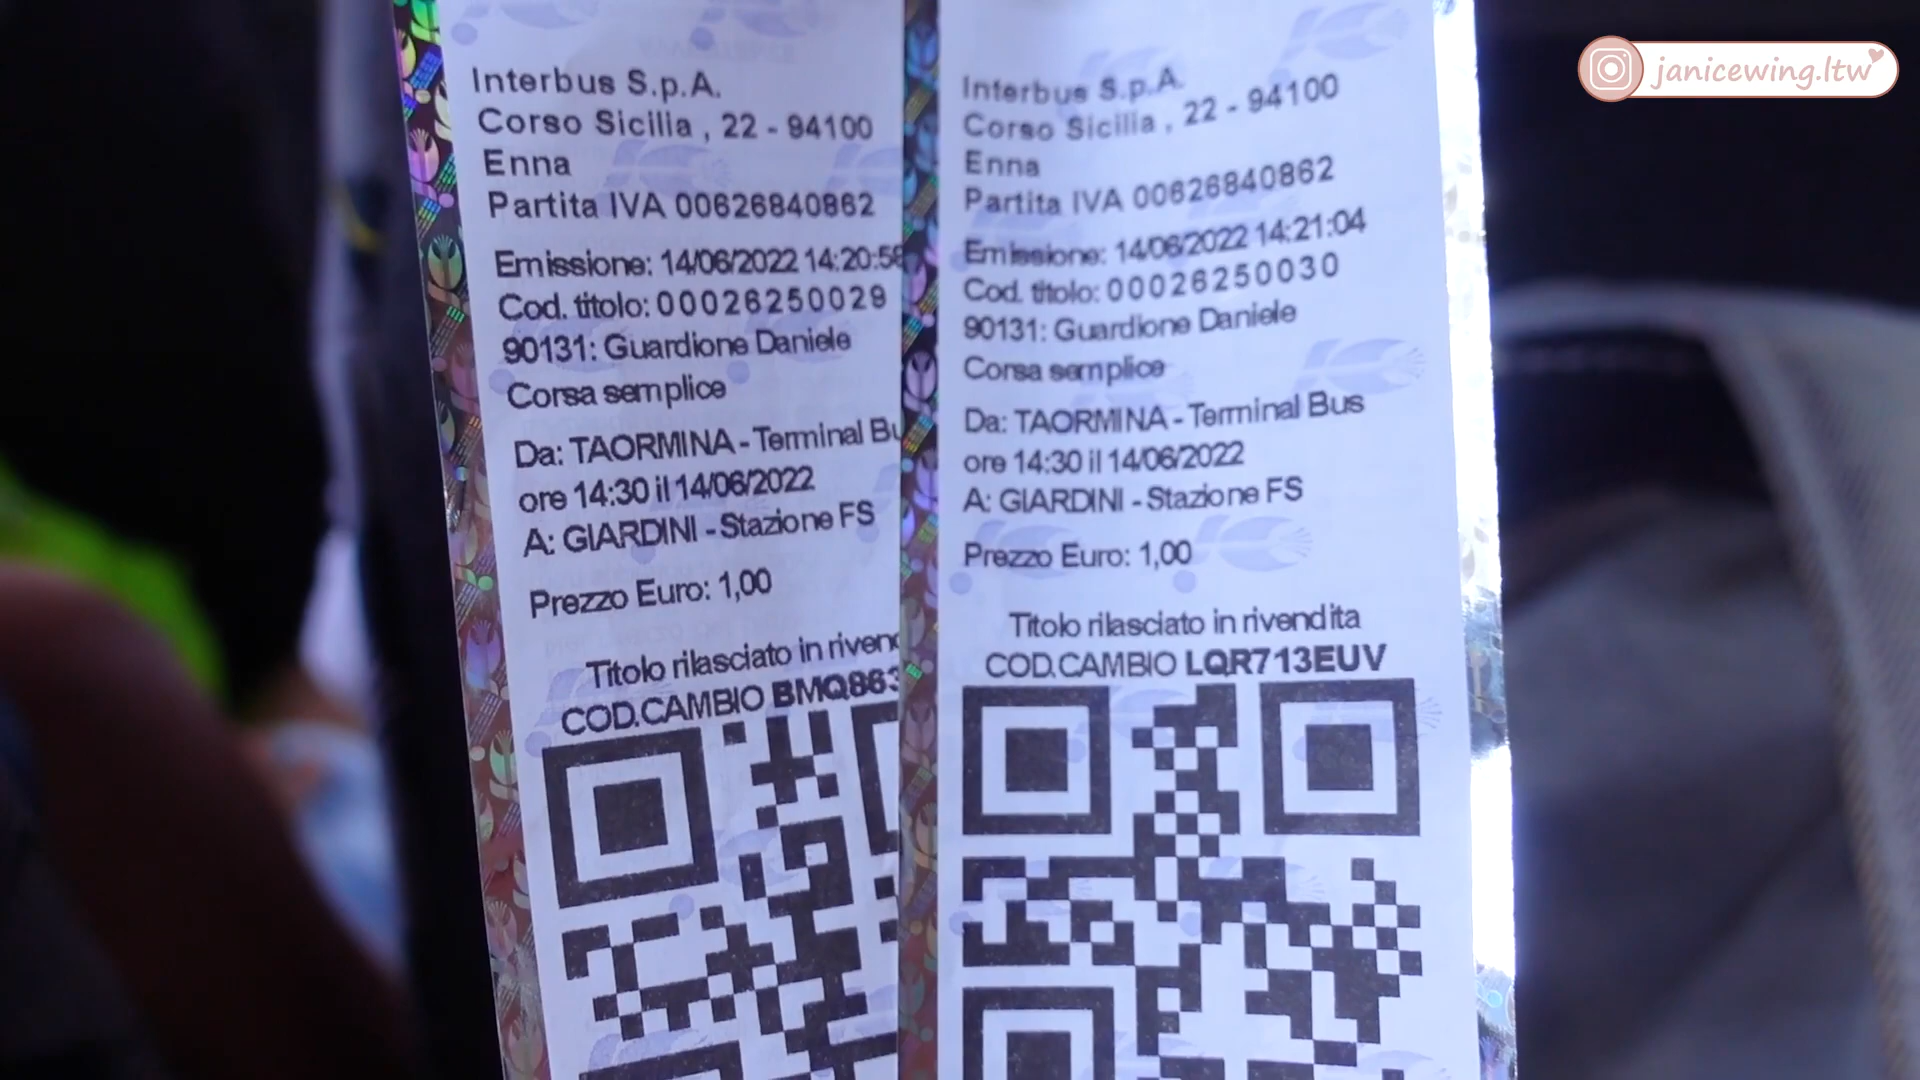 janicewing.ltw
Interbus S.p.A.
Corso Sicilia , 22 - 94100
Enna
Partita IVA 00626840862
Emissione: 14/06/2022 14:20:58
Cod. titolo: 00026250029
90131: Guardione Daniele
Corsa semplice
Da: TAORMINA - Terminal Bu
ore 14:30 il 14/06/2022
A: GIARDINI - Stazione FS
Prezzo Euro: 1,00
Titolo rilasciato in rivend
COD.CAMBIO BMQ863
Interbus S.p.A.
Corso Sicilia , 22 - 94100
Enna
Partita IVA 00626840862
Emissione: 14/06/2022 14:21:04
Cod. titolo: 00026250030
90131: Guardione Daniele
Corsa semplice
Da: TAORMINA - Terminal Bus
ore 14:30 il 14/06/2022
A: GIARDINI - Stazione FS
Prezzo Euro: 1,00
Titolo rilasciato in rivendita
COD.CAMBIO LQR713EUV